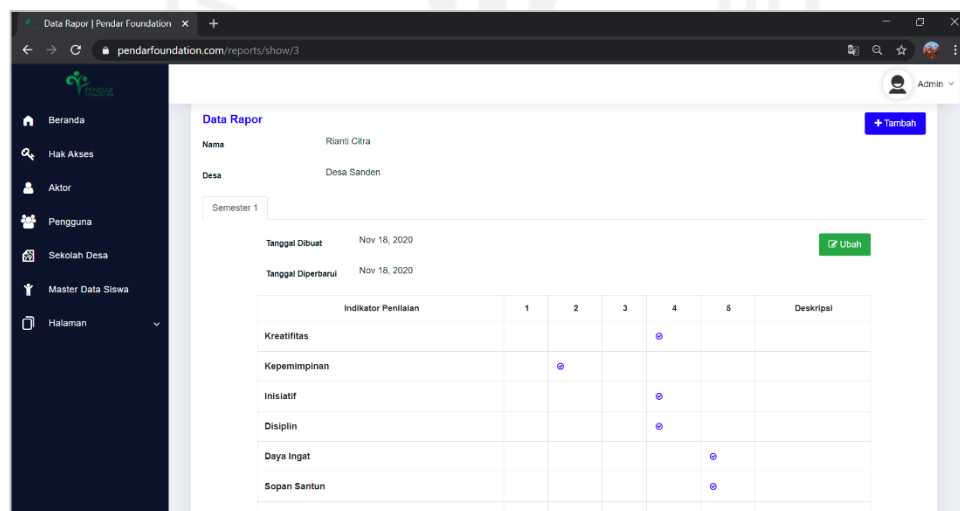 Data Rapor | Pendar Foundation
pendarfoundation.com/reports/show/3
PENDAR
Admin
Beranda
Hak Akses
Aktor
Pengguna
Sekolah Desa
Master Data Siswa
Halaman
Data Rapor
+ Tambah
Nama Rianti Citra
Desa Desa Sanden
Semester 1
Tanggal Dibuat Nov 18, 2020
Ubah
Tanggal Diperbarui Nov 18, 2020
Indikator Penilaian 1 2 3 4 5 Deskripsi
Kreatifitas
Kepemimpinan
Inisiatif
Disiplin
Daya Ingat
Sopan Santun